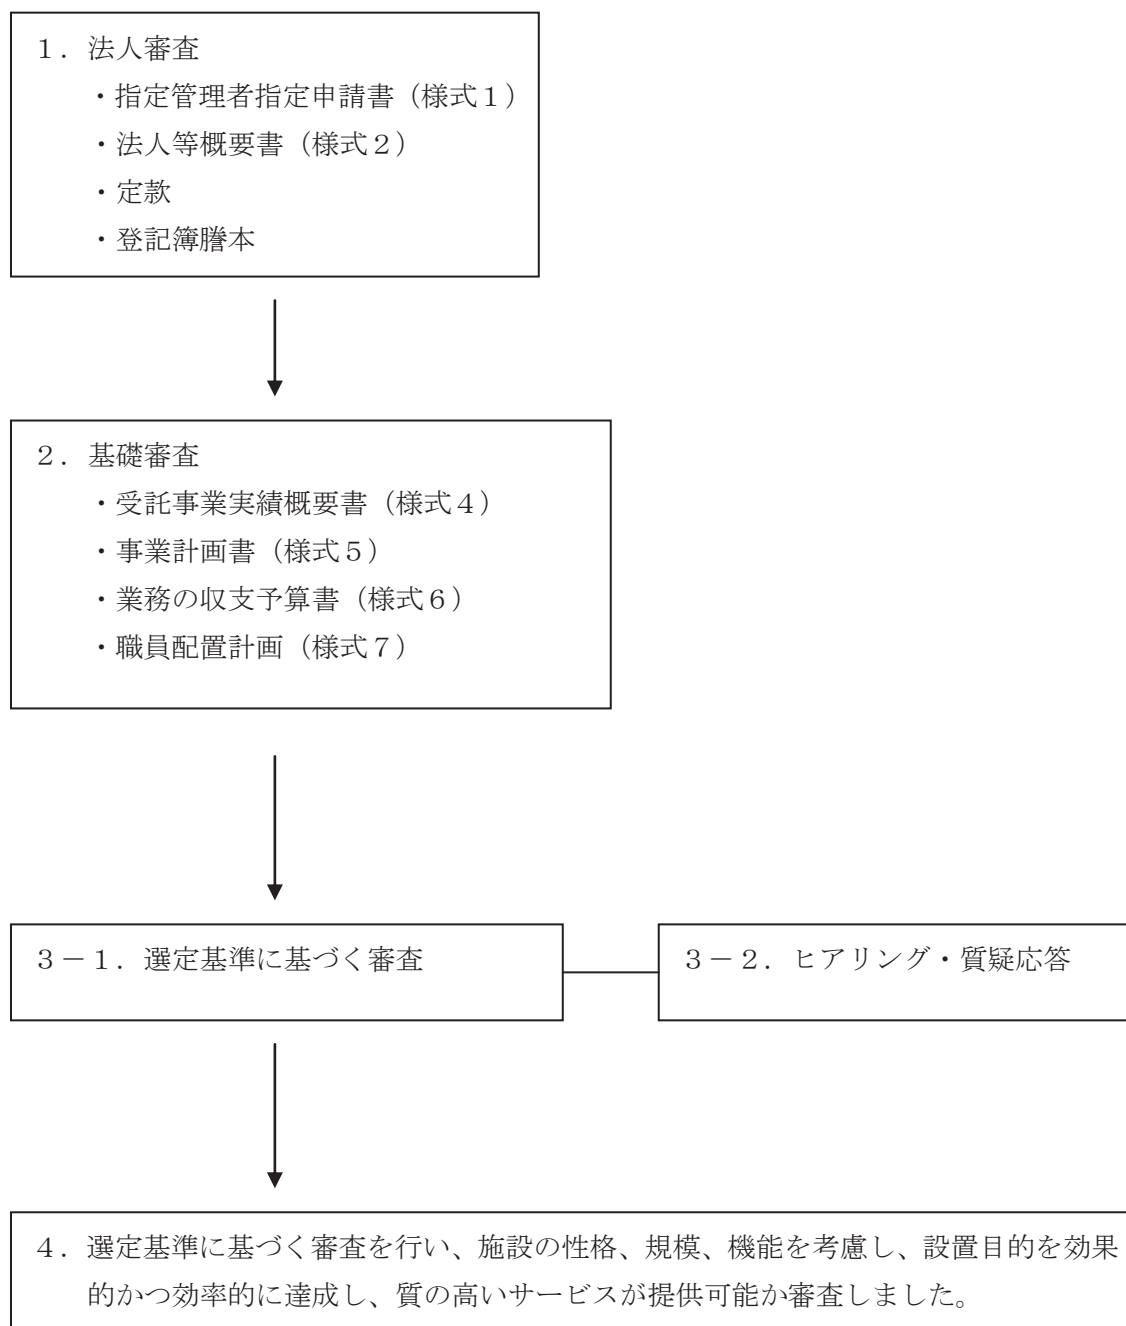 １．法人審査
・指定管理者指定申請書（様式１）
・法人等概要書（様式２）
・定款
・登記簿謄本
２．基礎審査
・受託事業実績概要書（様式４）
・事業計画書（様式５）
・業務の収支予算書（様式６）
・職員配置計画（様式７）
３－１．選定基準に基づく審査
３－２．ヒアリング・質疑応答
４．選定基準に基づく審査を行い、施設の性格、規模、機能を考慮し、設置目的を効果
的かつ効率的に達成し、質の高いサービスが提供可能か審査しました。